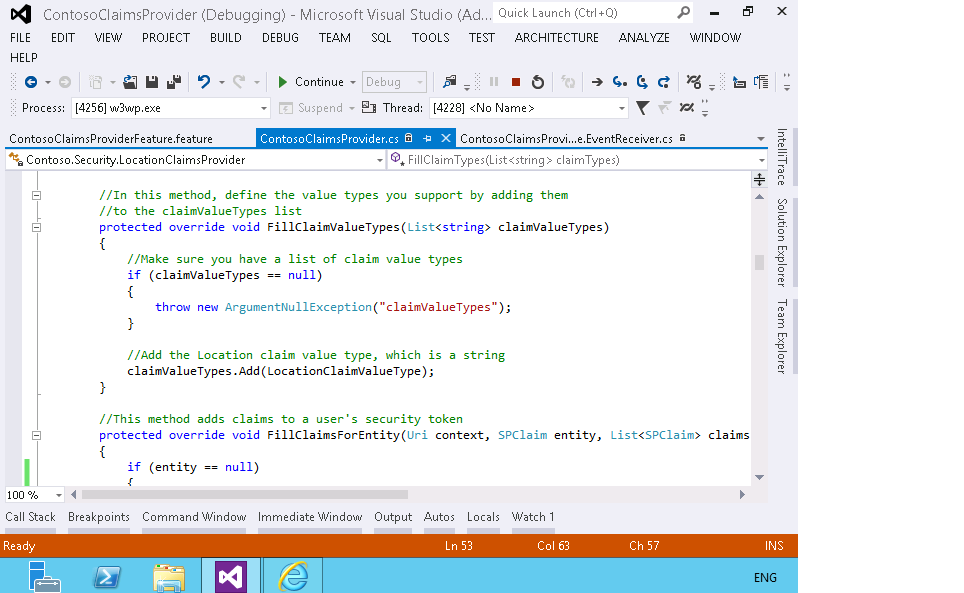 ContosoClaimsProvider (Debugging) - Microsoft Visual Studio (Ad... Quick Launch (Ctrl+Q)
FILE EDIT VIEW PROJECT BUILD DEBUG TEAM SQL TOOLS TEST ARCHITECTURE ANALYZE WINDOW
HELP
Continue Debug
Process: [4256] w3wp.exe Suspend Thread: [4228] <No Name>
ContosoClaimsProviderFeature.feature ContosoClaimsProvider.cs ContosoClaimsProvi...e.EventReceiver.cs
Contoso.Security.LocationClaimsProvider FillClaimTypes(List<string> claimTypes)
//In this method, define the value types you support by adding them
//to the claimValueTypes list
protected override void FillClaimValueTypes(List<string> claimValueTypes)
{
//Make sure you have a list of claim value types
if (claimValueTypes == null)
{
throw new ArgumentNullException("claimValueTypes");
}
//Add the Location claim value type, which is a string
claimValueTypes.Add(LocationClaimValueType);
}
//This method adds claims to a user's security token
protected override void FillClaimsForEntity(Uri context, SPClaim entity, List<SPClaim> claims
{
if (entity == null)
{
100 %
IntelliTrace
Solution Explorer
Team Explorer
Call Stack Breakpoints Command Window Immediate Window Output Autos Locals Watch 1
Ready Ln 53 Col 63 Ch 57 INS
ENG